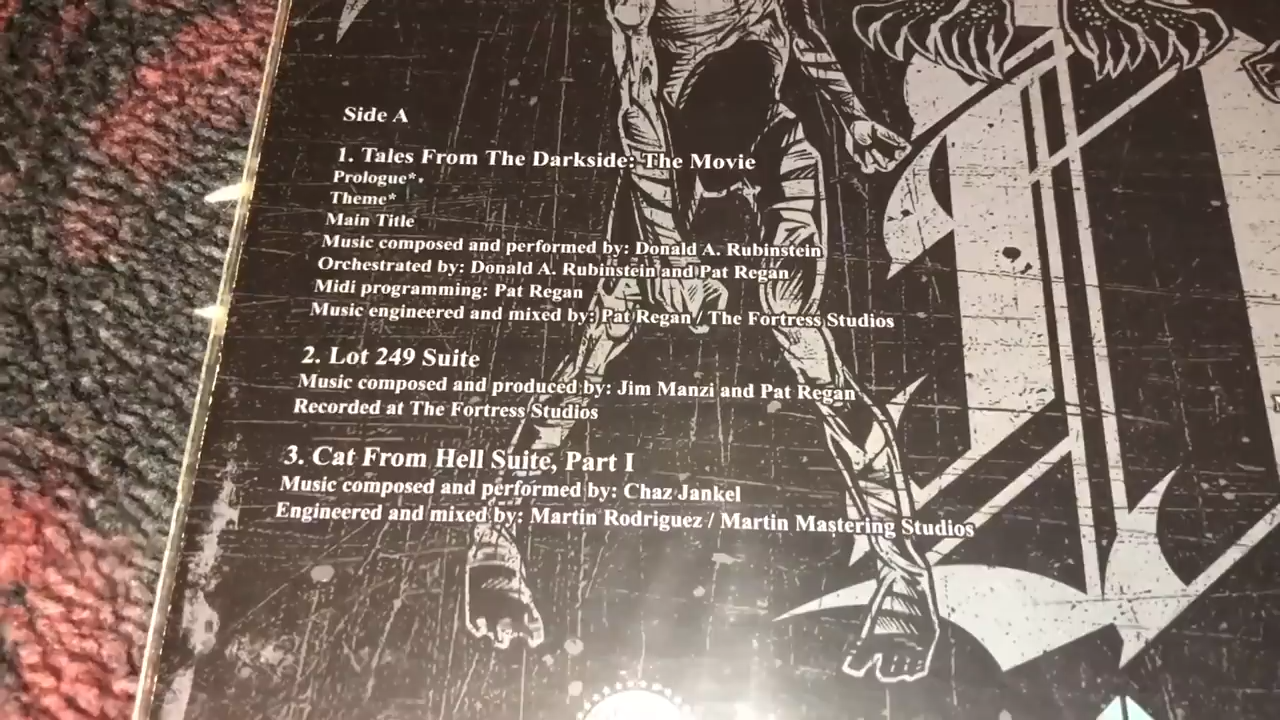 Side A
1. Tales From The Darkside: The Movie
Prologue*,
Theme*
Main Title
Music composed and performed by: Donald A. Rubinstein
Orchestrated by: Donald A. Rubinstein and Pat Regan
Midi programming: Pat Regan
Music engineered and mixed by: Pat Regan / The Fortress Studios
2. Lot 249 Suite
Music composed and produced by: Jim Manzi and Pat Regan
Recorded at The Fortress Studios
3. Cat From Hell Suite, Part I
Music composed and performed by: Chaz Jankel
Engineered and mixed by: Martin Rodriguez / Martin Mastering Studios